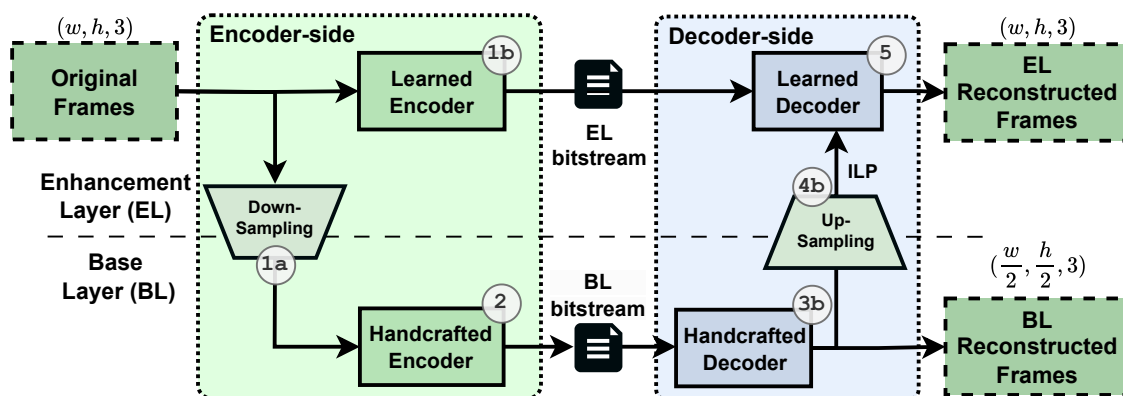 (w, h, 3)
Original
Frames
Encoder-side
1b
Learned
Encoder
EL
bitstream
Decoder-side
5
Learned
Decoder
(w, h, 3)
EL
Reconstructed
Frames
Enhancement
Layer (EL)
Down-
Sampling
1a
ILP
4b
Up-
Sampling
Base
Layer (BL)
2
Handcrafted
Encoder
BL
bitstream
3b
Handcrafted
Decoder
(w/2, h/2, 3)
BL
Reconstructed
Frames